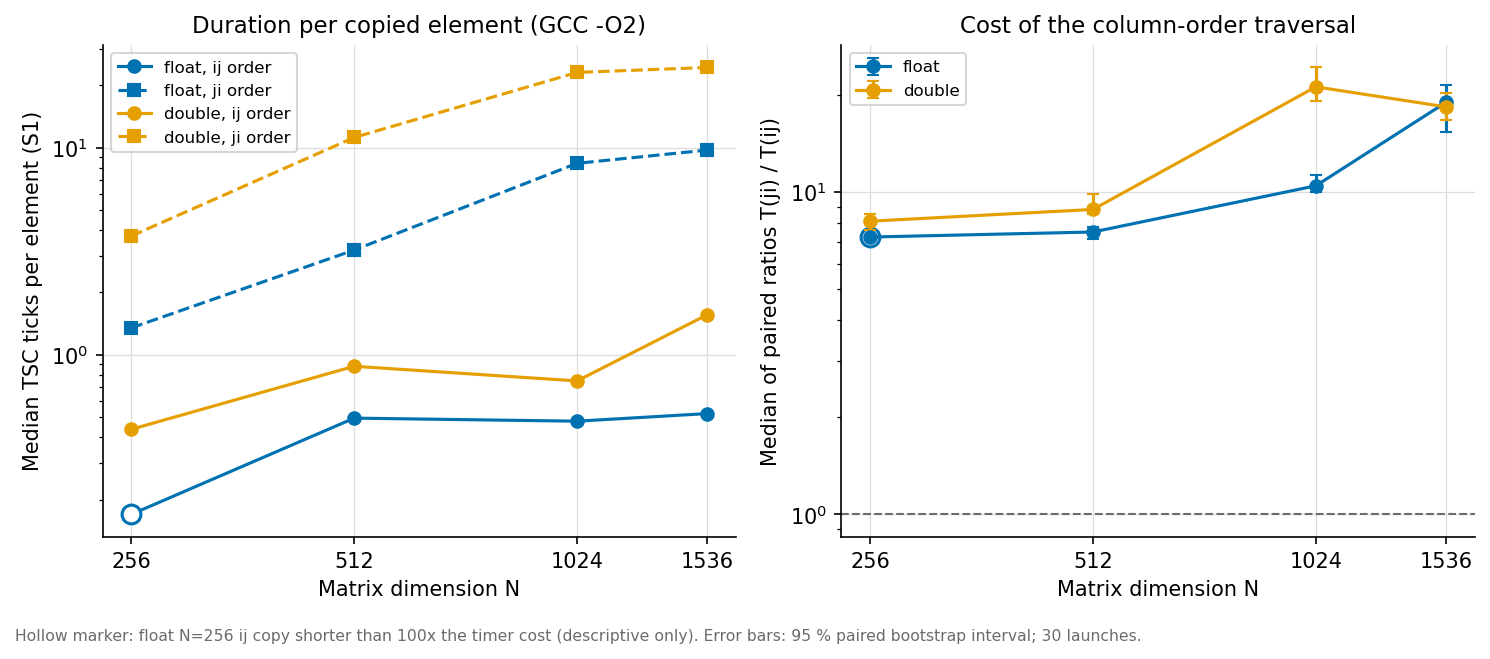 Duration per copied element (GCC -O2)
float, ij order
float, ji order
double, ij order
double, ji order
Median TSC ticks per element (S1)
10¹
10⁰
256
512
1024
1536
Matrix dimension N
Cost of the column-order traversal
float
double
Median of paired ratios T(ji) / T(ij)
10¹
10⁰
256
512
1024
1536
Matrix dimension N
Hollow marker: float N=256 ij copy shorter than 100x the timer cost (descriptive only). Error bars: 95 % paired bootstrap interval; 30 launches.